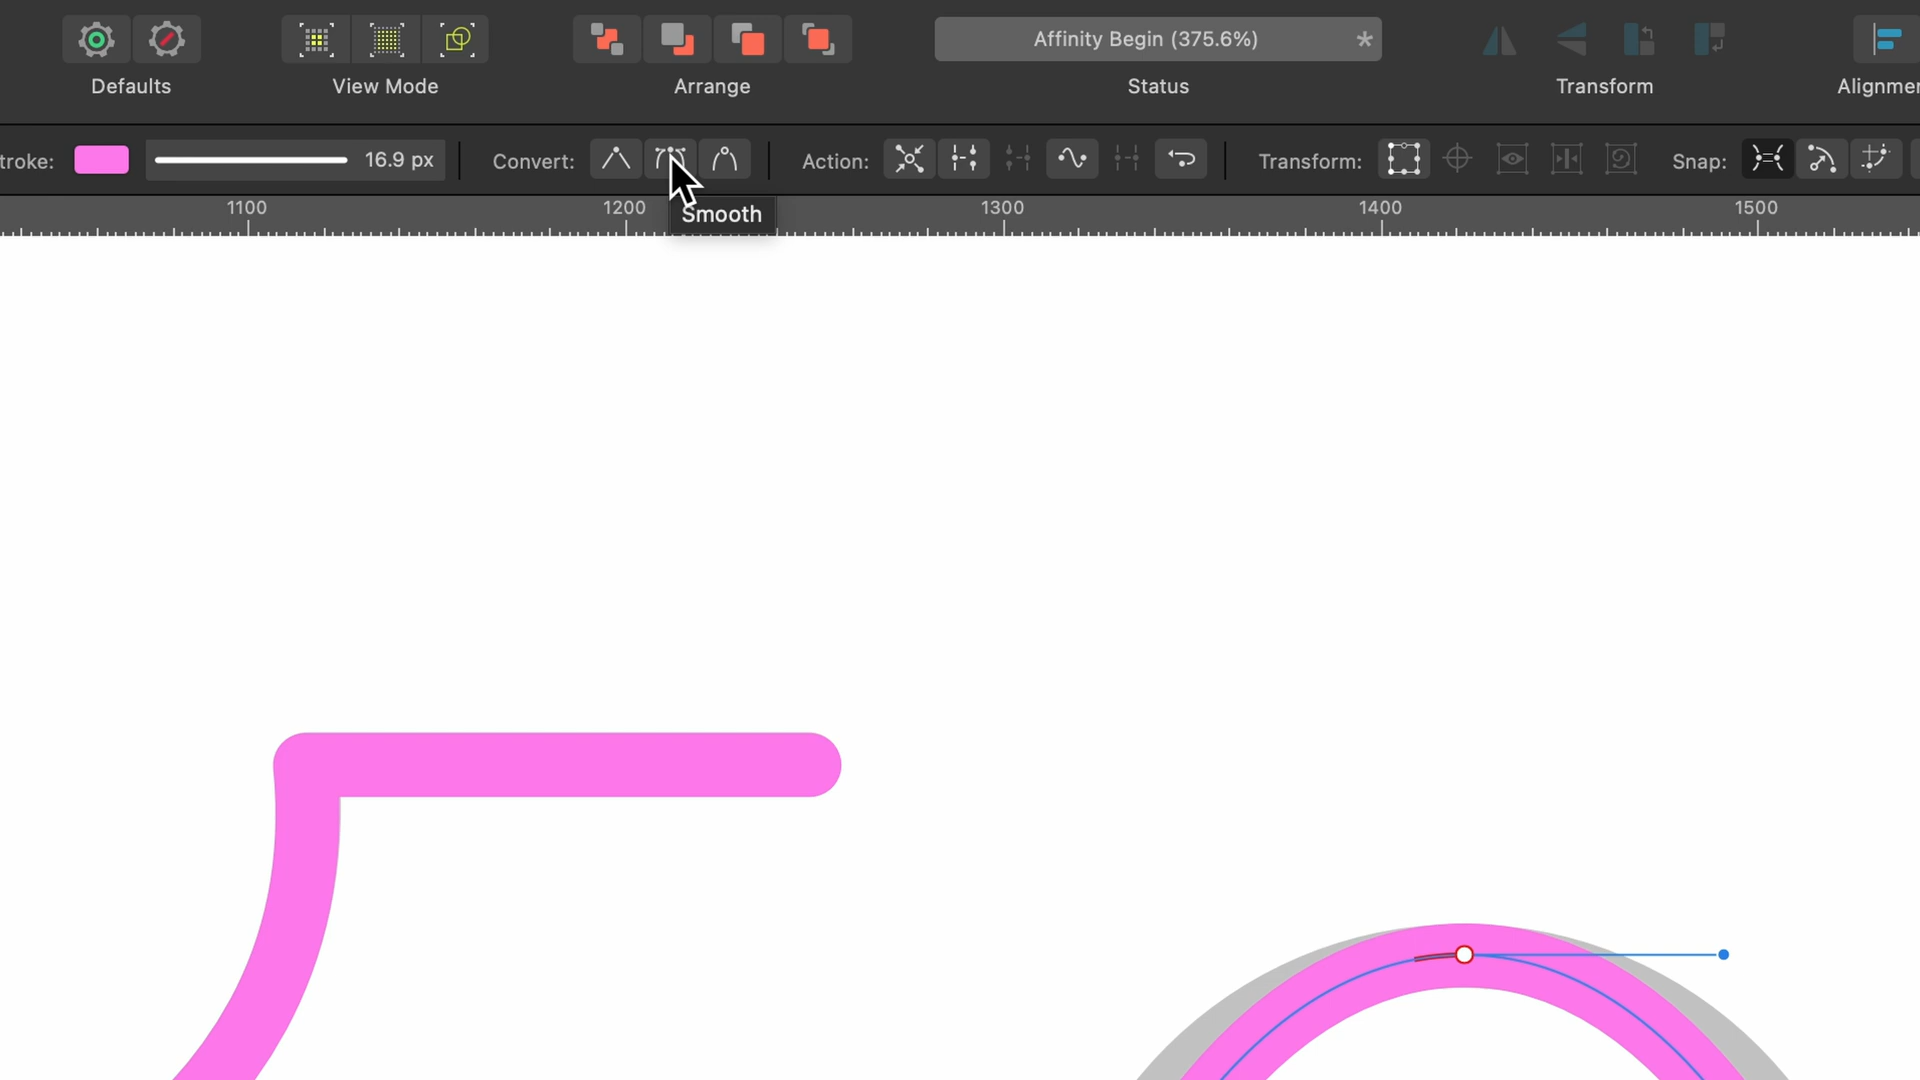 Affinity Begin (375.6%) *
Defaults View Mode Arrange Status Transform Alignmen
troke: 16.9 px Convert: Action: Transform: Snap:
1100 1200 1300 1400 1500
Smooth